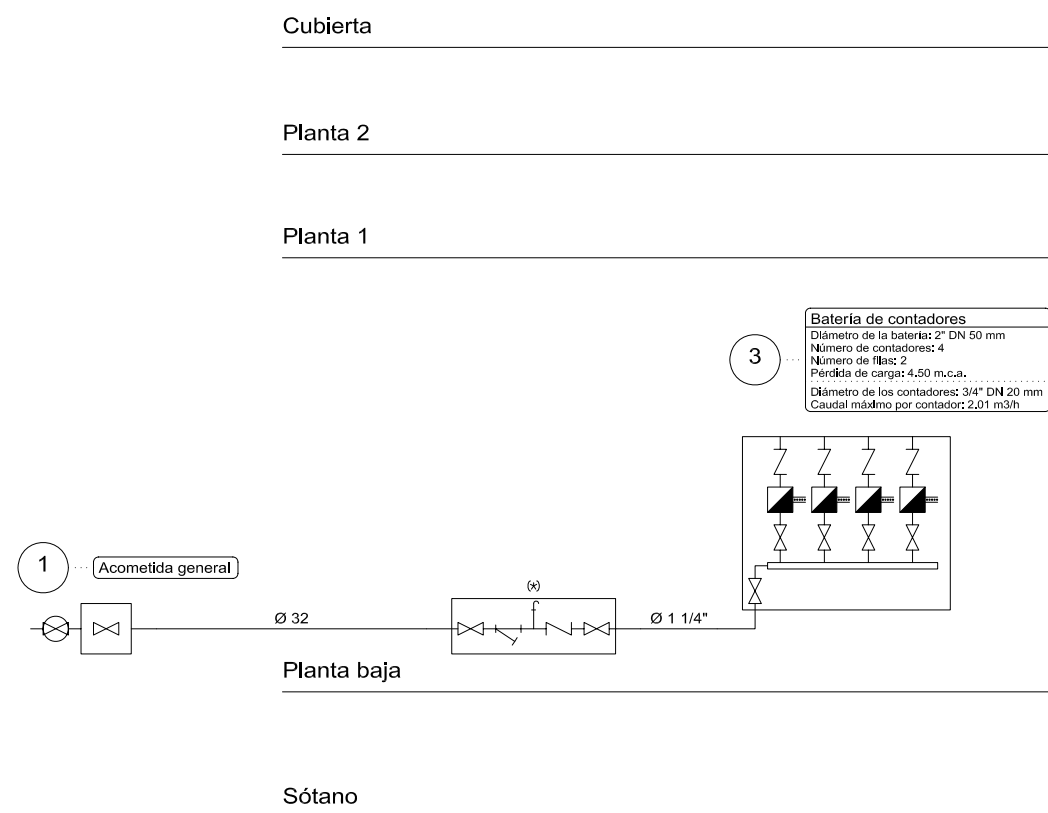 Cubierta
Planta 2
Planta 1
3
Batería de contadores
Diámetro de la batería: 2" DN 50 mm
Número de contadores: 4
Número de filas: 2
Pérdida de carga: 4.50 m.c.a.
Diámetro de los contadores: 3/4" DN 20 mm
Caudal máximo por contador: 2.01 m3/h
1
Acometida general
(*)
Ø 32
Ø 1 1/4"
Planta baja
Sótano